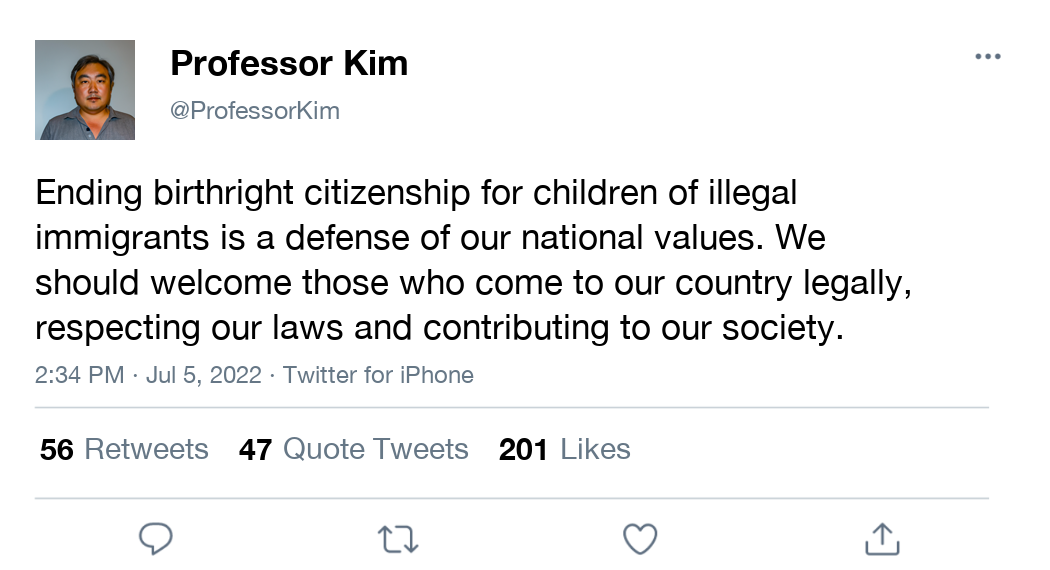 Professor Kim
@ProfessorKim
Ending birthright citizenship for children of illegal
immigrants is a defense of our national values. We
should welcome those who come to our country legally,
respecting our laws and contributing to our society.
2:34 PM · Jul 5, 2022 · Twitter for iPhone
56 Retweets 47 Quote Tweets 201 Likes